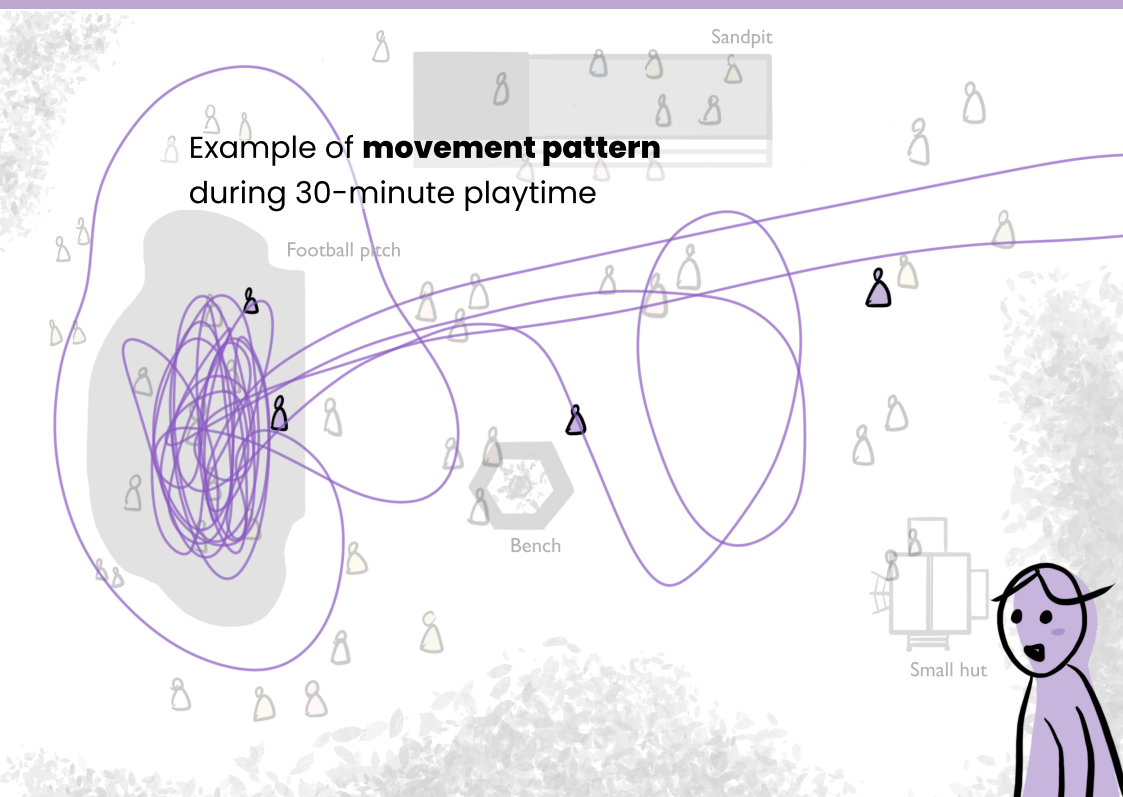 Sandpit
Example of movement pattern
during 30-minute playtime
Football pitch
Bench
Small hut